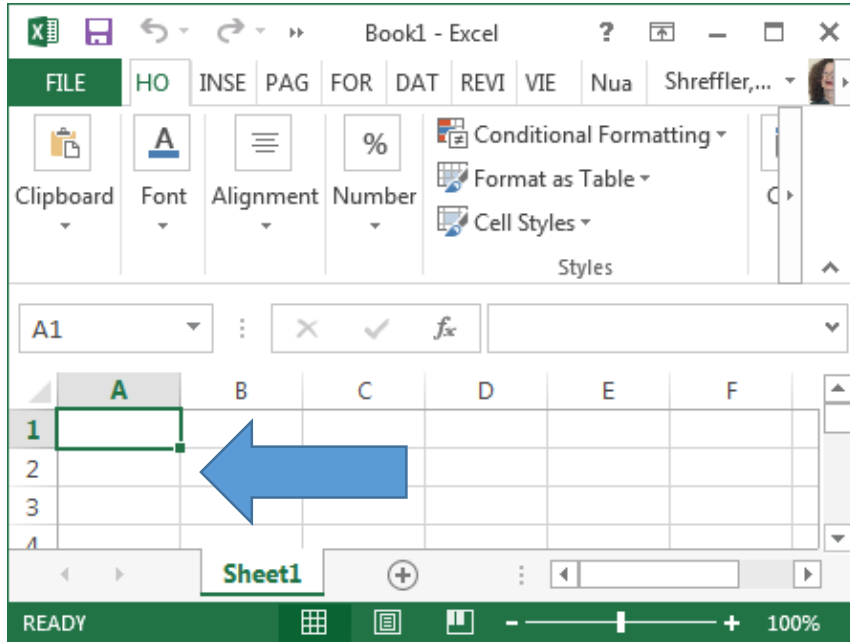 Book1 - Excel ?
FILE HO INSE PAG FOR DAT REVI VIE Nua Shreffler,...
A % Conditional Formatting
Format as Table
Clipboard Font Alignment Number
Cell Styles
Styles
A1 fx
A B C D E F
1
2
3
4
Sheet1
READY 100%